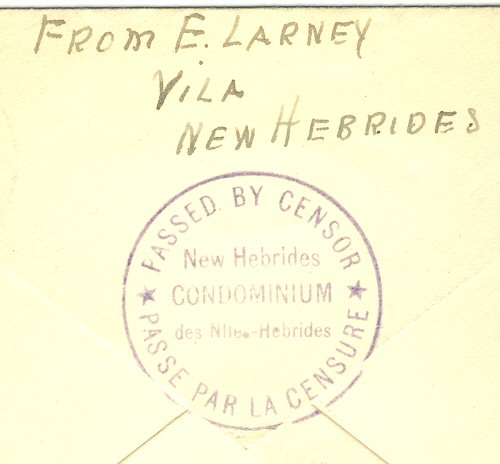 FROM E. LARNEY
VILA
NEW HEBRIDES
PASSED BY CENSOR
New Hebrides
CONDOMINIUM
des Nlles-Hebrides
PASSE PAR LA CENSURE